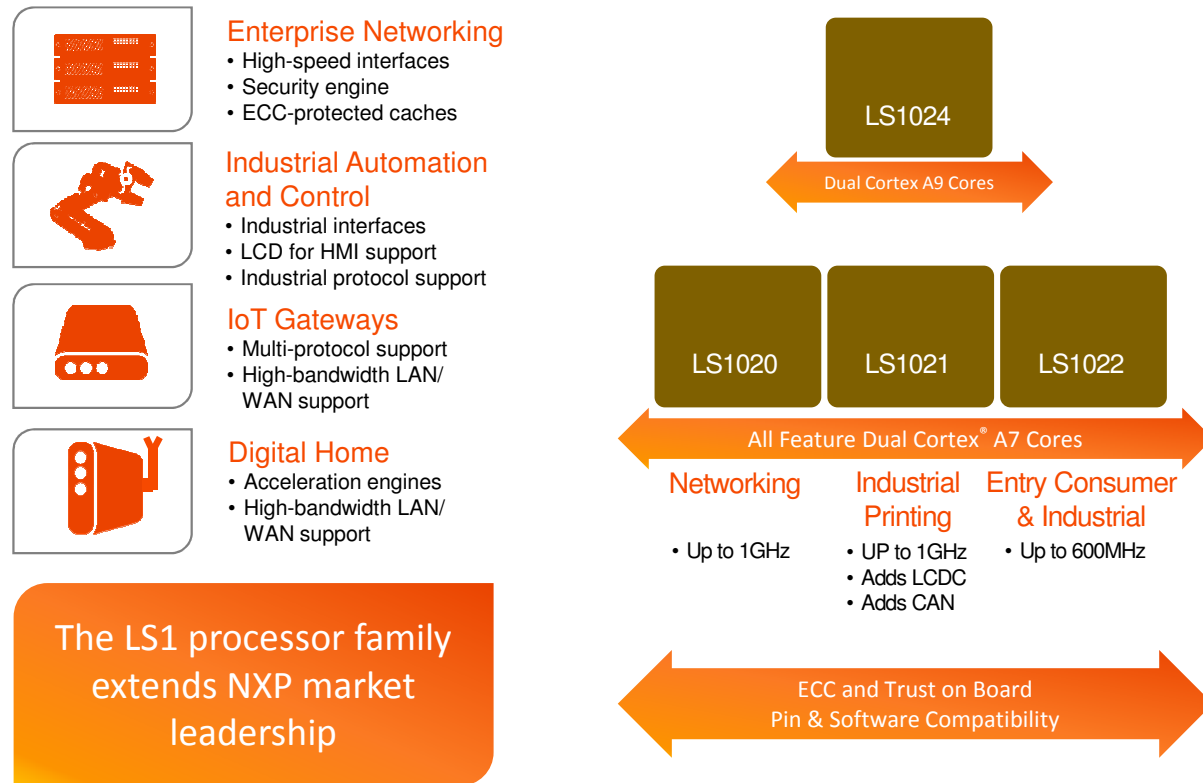 Enterprise Networking
• High-speed interfaces
• Security engine
• ECC-protected caches
Industrial Automation
and Control
• Industrial interfaces
• LCD for HMI support
• Industrial protocol support
IoT Gateways
• Multi-protocol support
• High-bandwidth LAN/
WAN support
Digital Home
• Acceleration engines
• High-bandwidth LAN/
WAN support
The LS1 processor family
extends NXP market
leadership
LS1024
Dual Cortex A9 Cores
LS1020
LS1021
LS1022
All Feature Dual Cortex® A7 Cores
Networking
• Up to 1GHz
Industrial
Printing
• UP to 1GHz
• Adds LCDC
• Adds CAN
Entry Consumer
& Industrial
• Up to 600MHz
ECC and Trust on Board
Pin & Software Compatibility